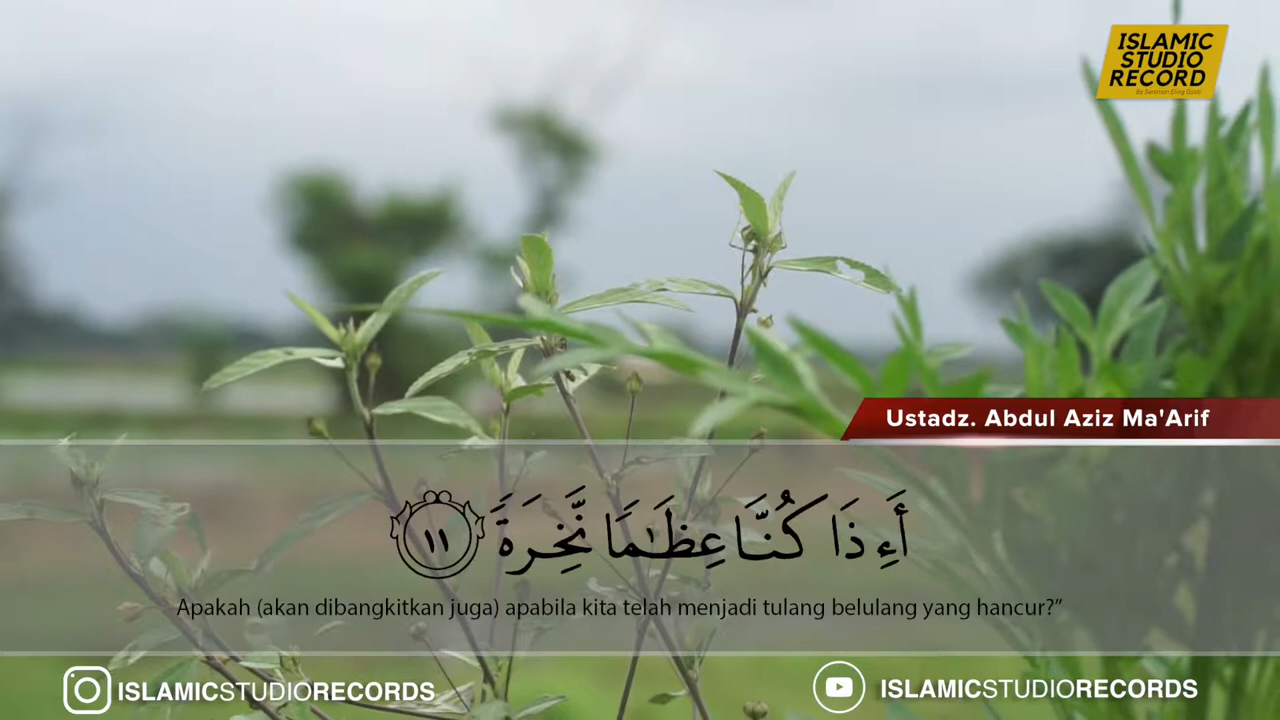 ISLAMIC
STUDIO
RECORD
Ustadz. Abdul Aziz Ma'Arif
أَءِذَا كُنَّا عِظَـٰمًا نَّخِرَةً ١١
Apakah (akan dibangkitkan juga) apabila kita telah menjadi tulang belulang yang hancur?”
ISLAMICSTUDIORECORDS
ISLAMICSTUDIORECORDS